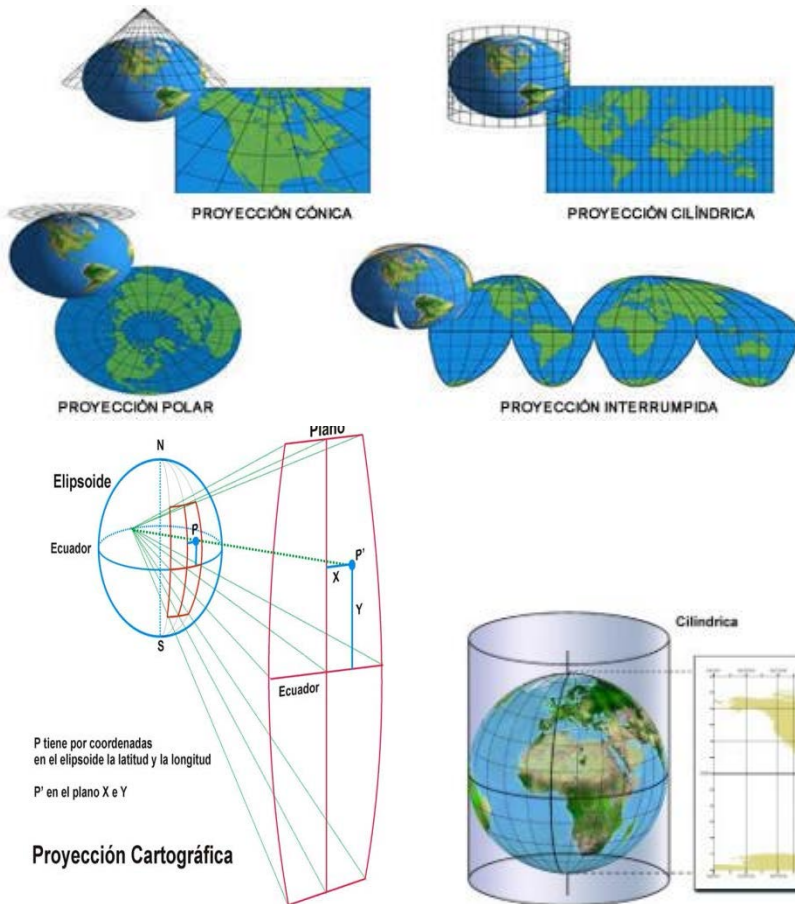 PROYECCIÓN CÓNICA
PROYECCIÓN CILÍNDRICA
PROYECCIÓN POLAR
PROYECCIÓN INTERRUMPIDA
Plano
N
Elipsoide
P
Ecuador
P'
X
Y
S
Ecuador
P tiene por coordenadas
en el elipsoide la latitud y la longitud
P' en el plano X e Y
Proyección Cartográfica
Cilíndrica